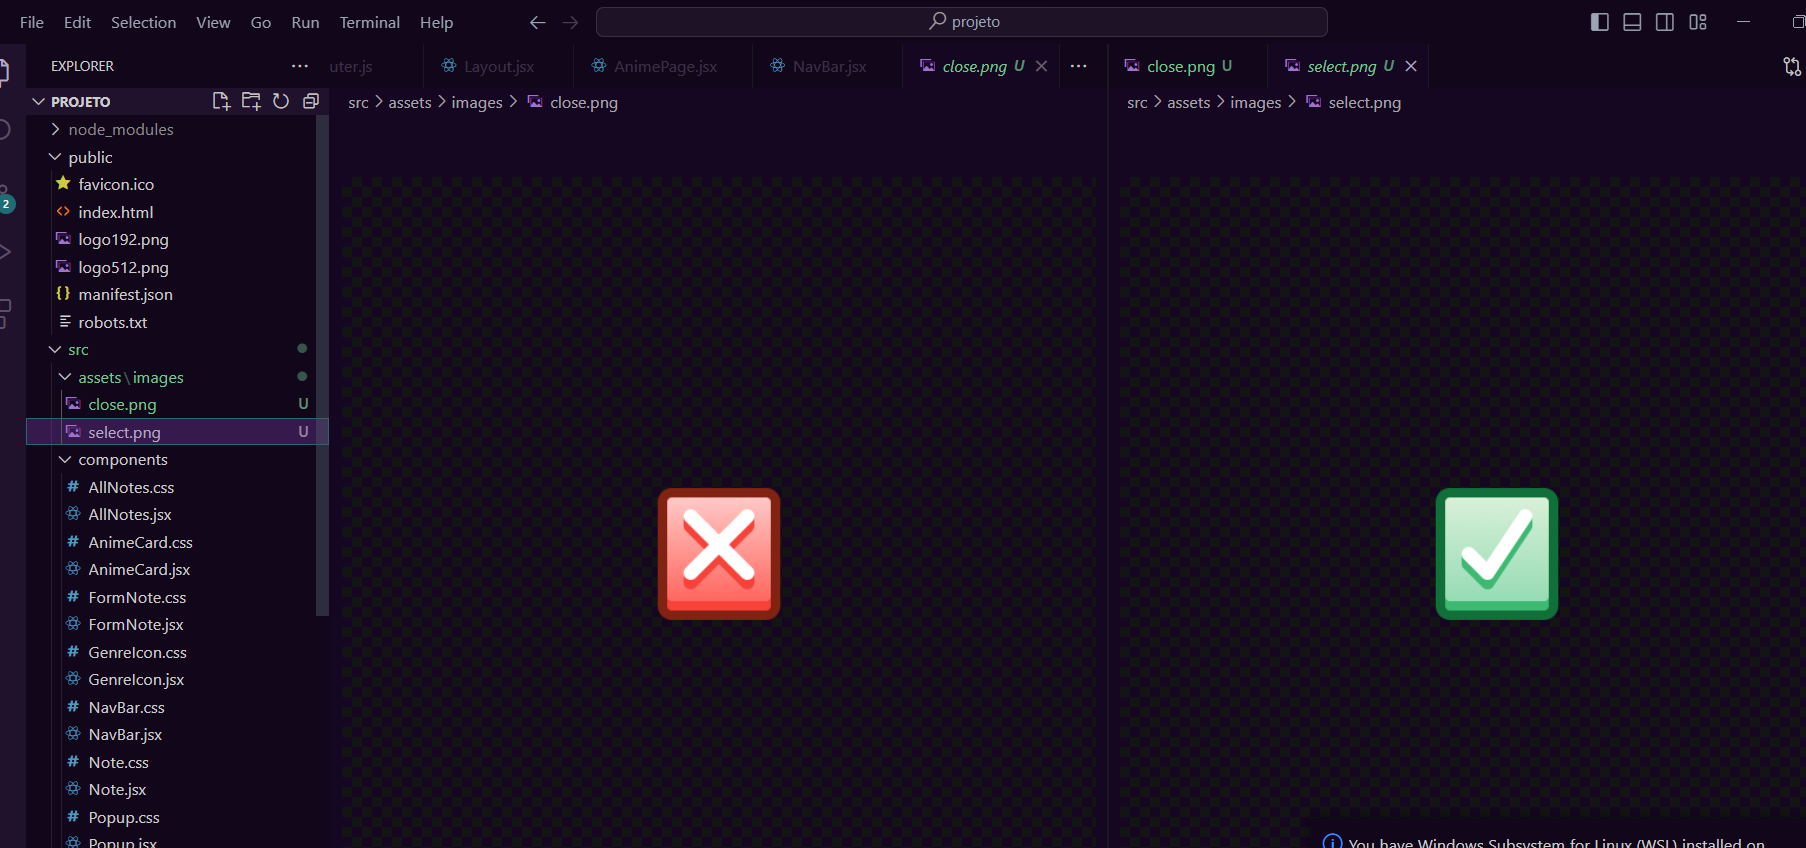 File Edit Selection View Go Run Terminal Help
projeto
EXPLORER
uter.js
Layout.jsx
AnimePage.jsx
NavBar.jsx
close.png U
close.png U
select.png U
PROJETO
src > assets > images > close.png
src > assets > images > select.png
node_modules
public
favicon.ico
index.html
logo192.png
logo512.png
manifest.json
robots.txt
src
assets\images
close.png U
select.png U
components
AllNotes.css
AllNotes.jsx
AnimeCard.css
AnimeCard.jsx
FormNote.css
FormNote.jsx
GenreIcon.css
GenreIcon.jsx
NavBar.css
NavBar.jsx
Note.css
Note.jsx
Popup.css
Popup.jsx
2
You have Windows Subsystem for Linux (WSL) installed on